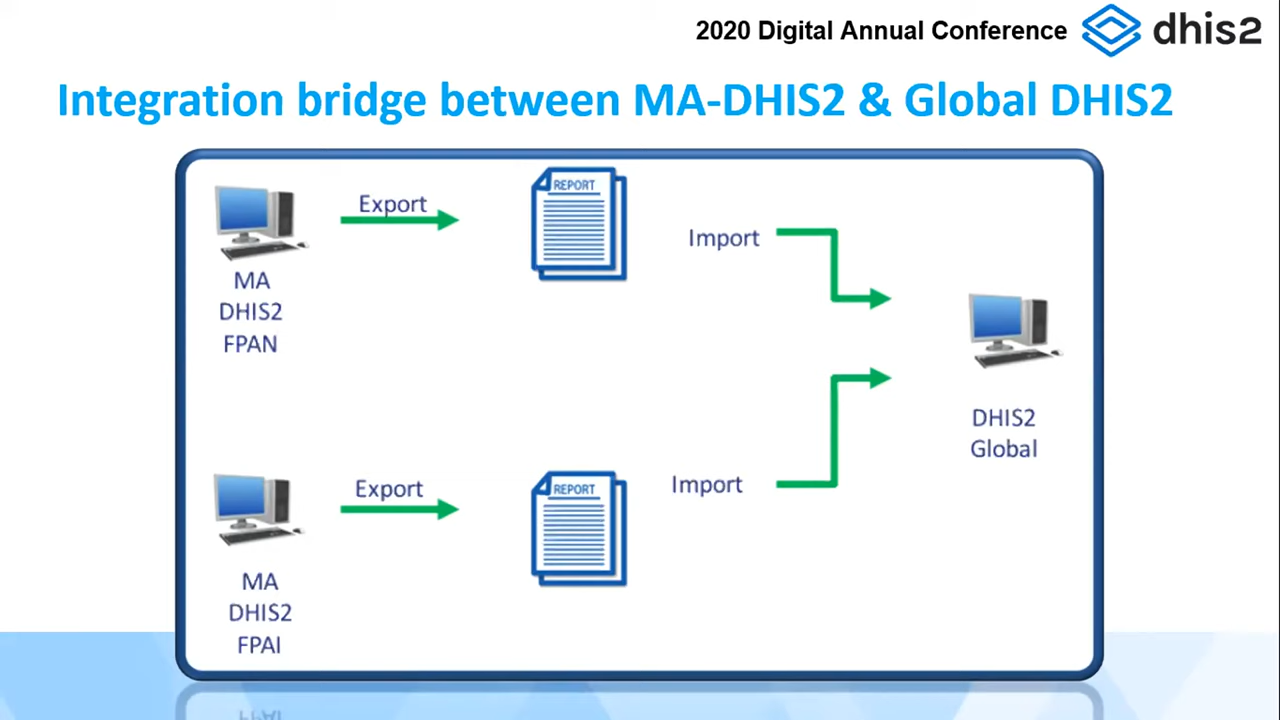 2020 Digital Annual Conference dhis2
Integration bridge between MA-DHIS2 & Global DHIS2
Export
REPORT
Import
MA
DHIS2
FPAN
DHIS2
Global
Export
REPORT
Import
MA
DHIS2
FPAI